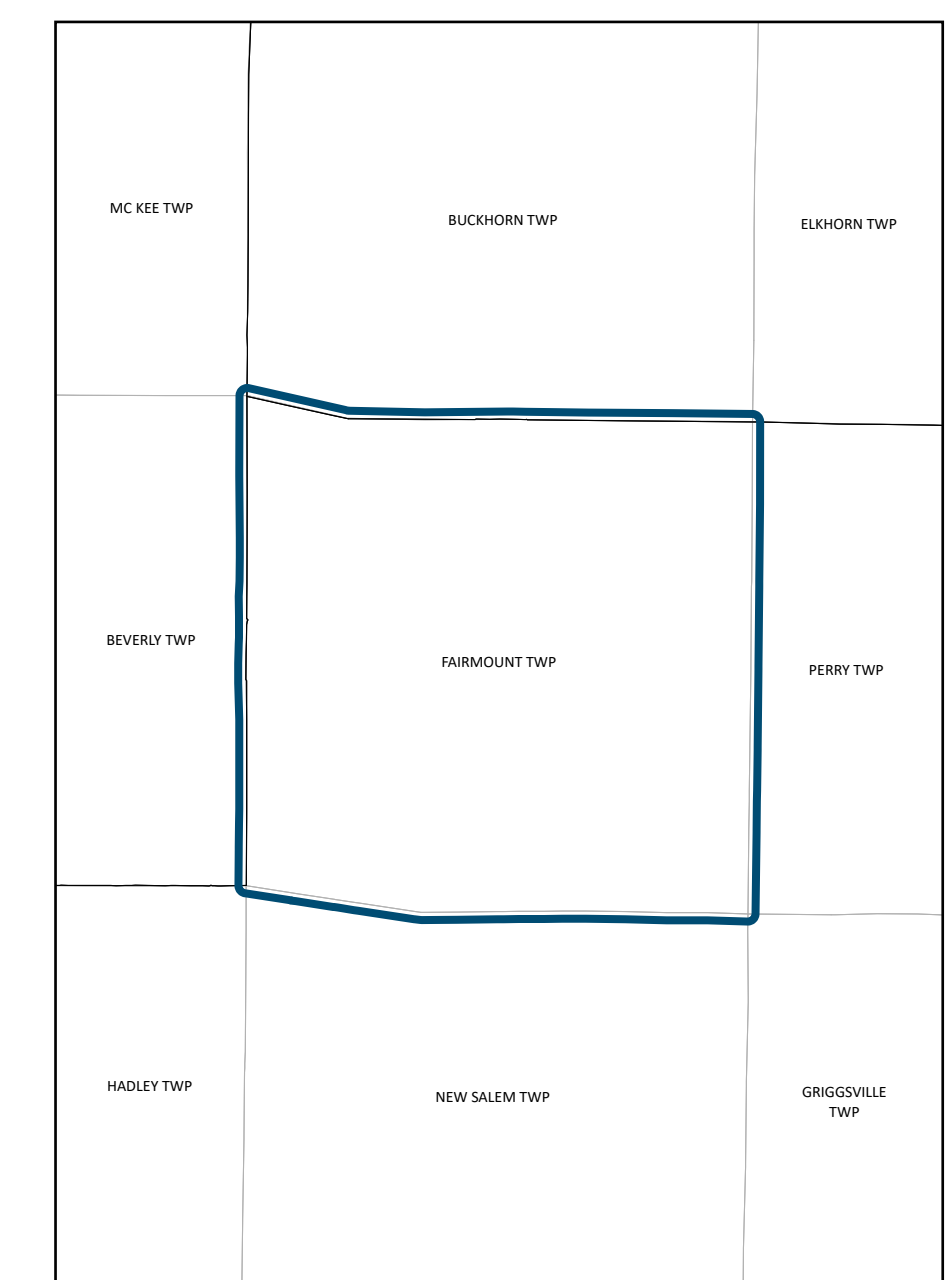 MC KEE TWP
BUCKHORN TWP
ELKHORN TWP
BEVERLY TWP
FAIRMOUNT TWP
PERRY TWP
HADLEY TWP
NEW SALEM TWP
GRIGGSVILLE
TWP